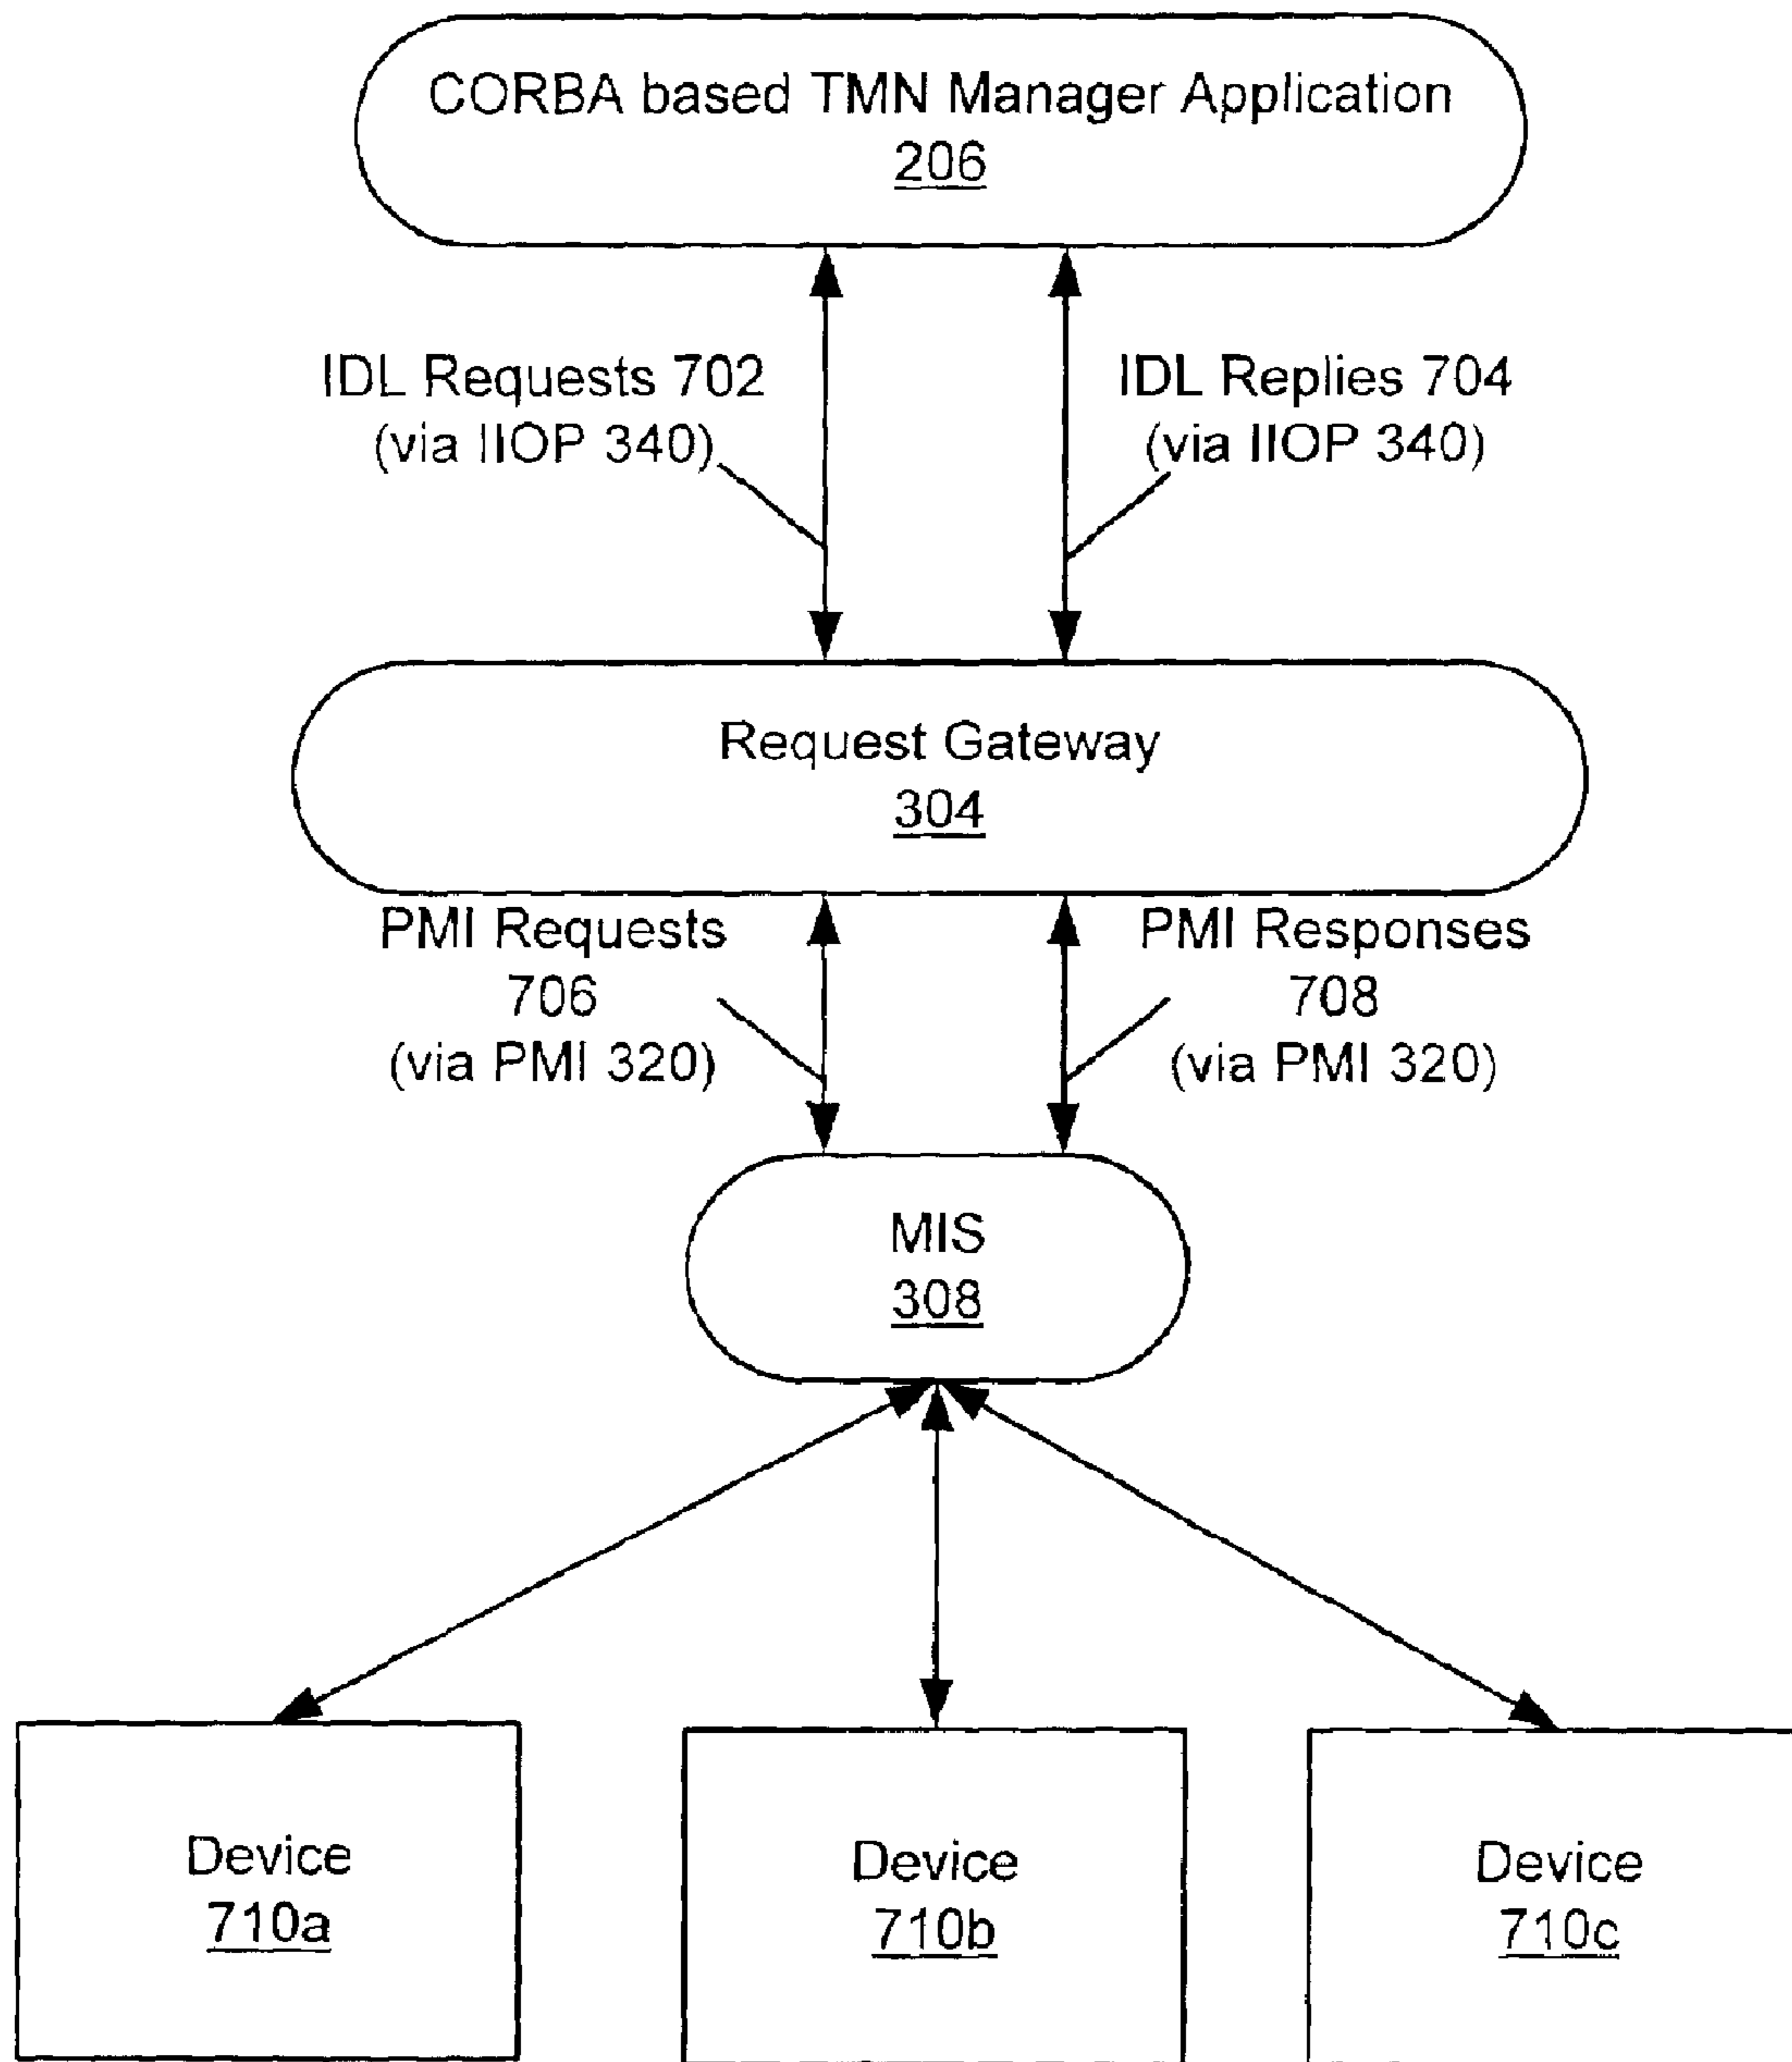 CORBA based TMN Manager Application
206
IDL Requests 702
(via IIOP 340)
IDL Replies 704
(via IIOP 340)
Request Gateway
304
PMI Requests
706
(via PMI 320)
PMI Responses
708
(via PMI 320)
MIS
308
Device
710a
Device
710b
Device
710c